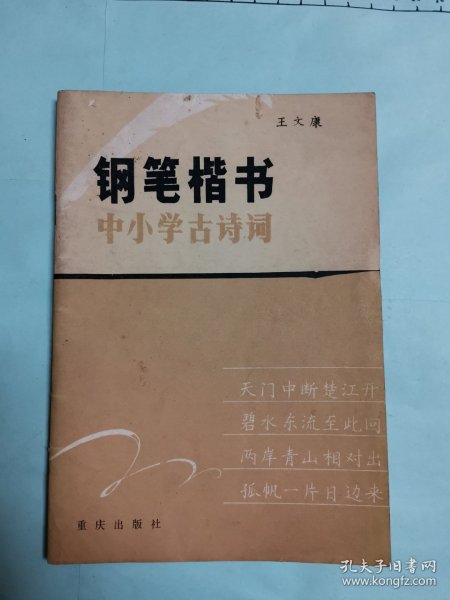 王文康
钢笔楷书
中小学古诗词
天门中断楚江开
碧水东流至此回
两岸青山相对出
孤帆一片日边来
重庆出版社
孔夫子旧书网
www.kongfz.com